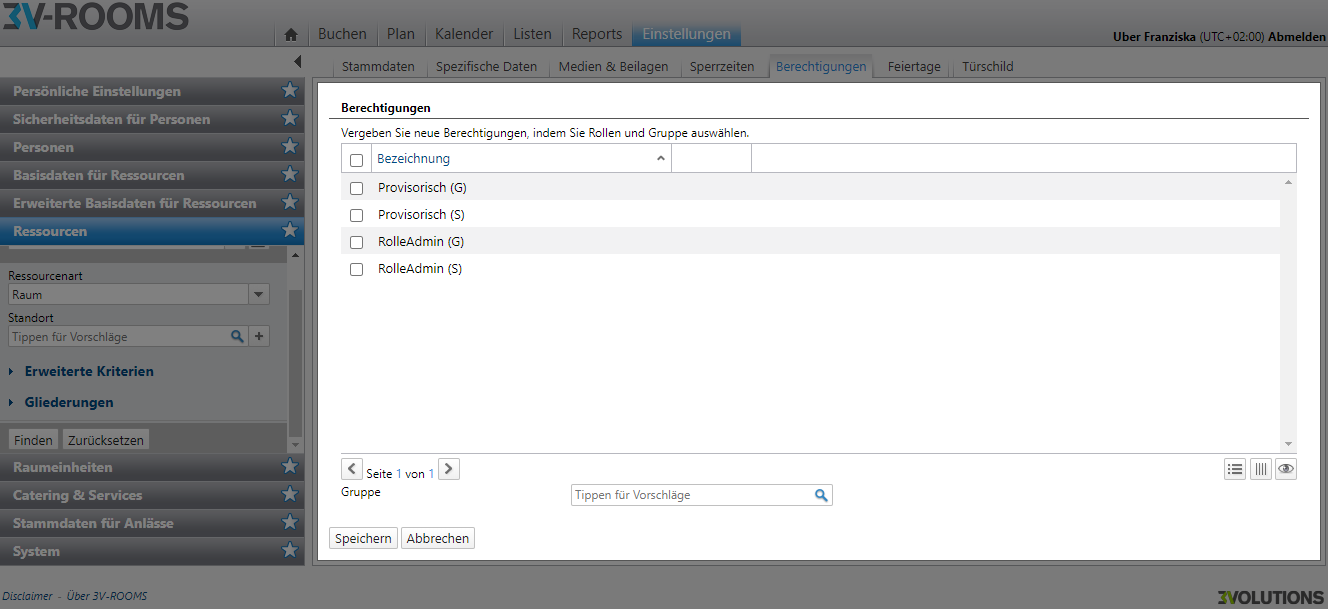 3V-ROOMS
Buchen Plan Kalender Listen Reports Einstellungen
Uber Franziska (UTC+02:00) Abmelden
Stammdaten Spezifische Daten Medien & Beilagen Sperrzeiten Berechtigungen Feiertage Türschild
Persönliche Einstellungen
Sicherheitsdaten für Personen
Personen
Basisdaten für Ressourcen
Erweiterte Basisdaten für Ressourcen
Ressourcen
Ressourcenart
Raum
Standort
Tippen für Vorschläge
Erweiterte Kriterien
Gliederungen
Finden Zurücksetzen
Raumeinheiten
Catering & Services
Stammdaten für Anlässe
System
Berechtigungen
Vergeben Sie neue Berechtigungen, indem Sie Rollen und Gruppe auswählen.
Bezeichnung
Provisorisch (G)
Provisorisch (S)
RolleAdmin (G)
RolleAdmin (S)
Seite 1 von 1
Gruppe Tippen für Vorschläge
Speichern Abbrechen
Disclaimer - Über 3V-ROOMS
3VOLUTIONS